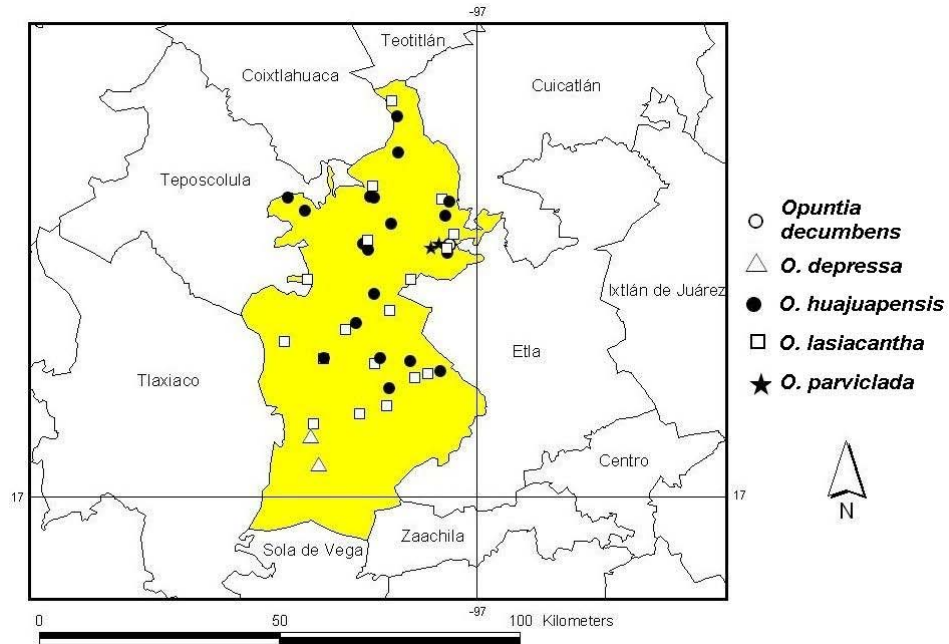 -97
Teotitlán
Coixtlahuaca
Cuicatlán
Teposcolula
Opuntia
decumbens
O. depressa
Ixtlán de Juárez
O. huajuapensis
O. lasiacantha
Etla
Tlaxiaco
O. parviclada
Centro
17
17
N
Zaachila
Sola de Vega
-97
0
50
100 Kilometers